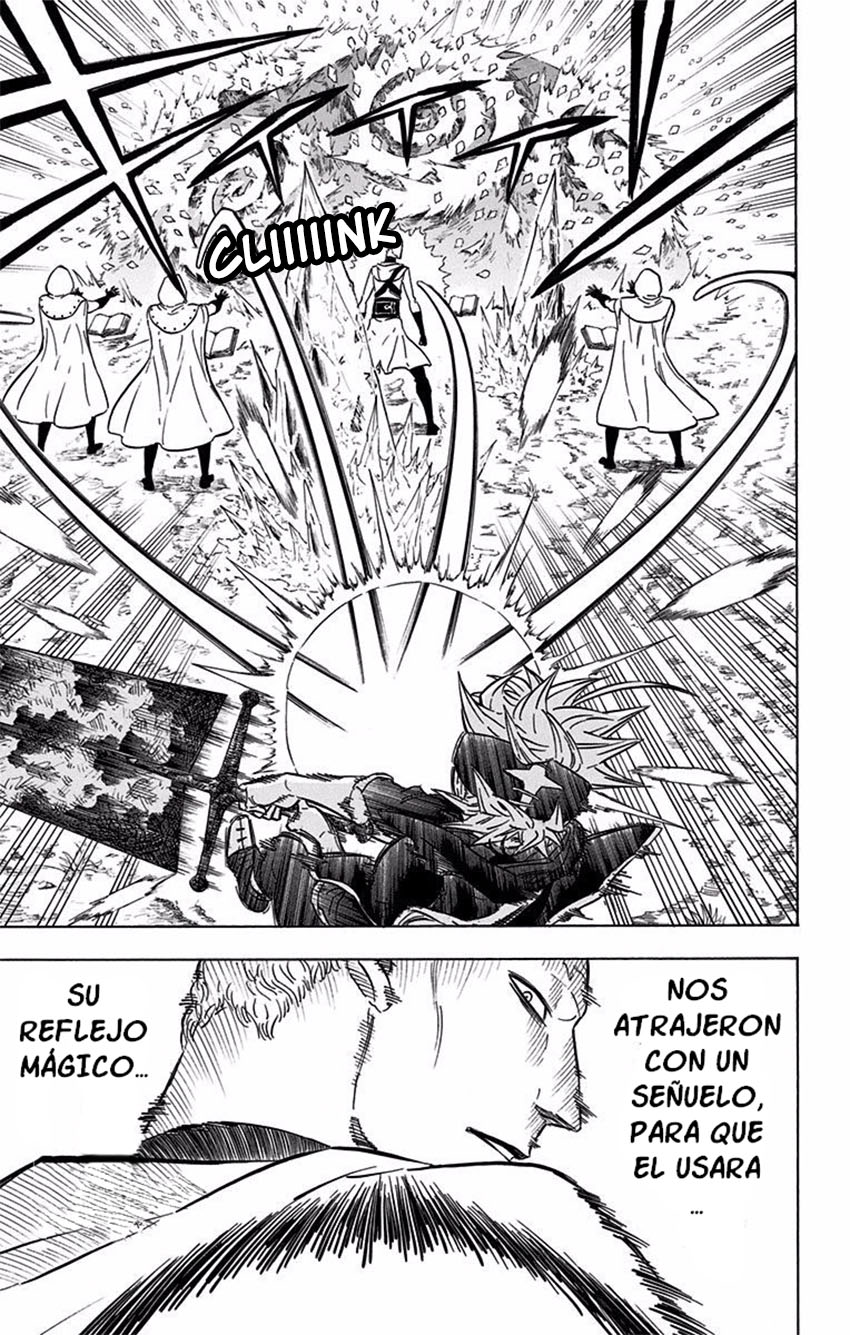 CLIIIIINK
NOS
ATRAJERON
CON UN
SEÑUELO,
PARA QUE
EL USARA
...
SU
REFLEJO
MÁGICO...